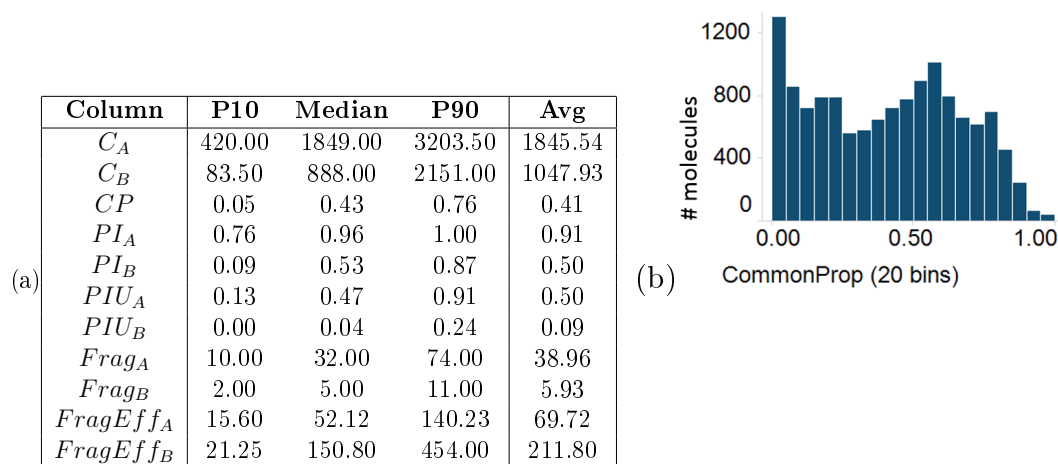 (a)
Column P10 Median P90 Avg
C_A 420.00 1849.00 3203.50 1845.54
C_B 83.50 888.00 2151.00 1047.93
CP 0.05 0.43 0.76 0.41
PI_A 0.76 0.96 1.00 0.91
PI_B 0.09 0.53 0.87 0.50
PIU_A 0.13 0.47 0.91 0.50
PIU_B 0.00 0.04 0.24 0.09
Frag_A 10.00 32.00 74.00 38.96
Frag_B 2.00 5.00 11.00 5.93
FragEff_A 15.60 52.12 140.23 69.72
FragEff_B 21.25 150.80 454.00 211.80
(b)
# molecules
1200
800
400
0
0.00 0.50 1.00
CommonProp (20 bins)